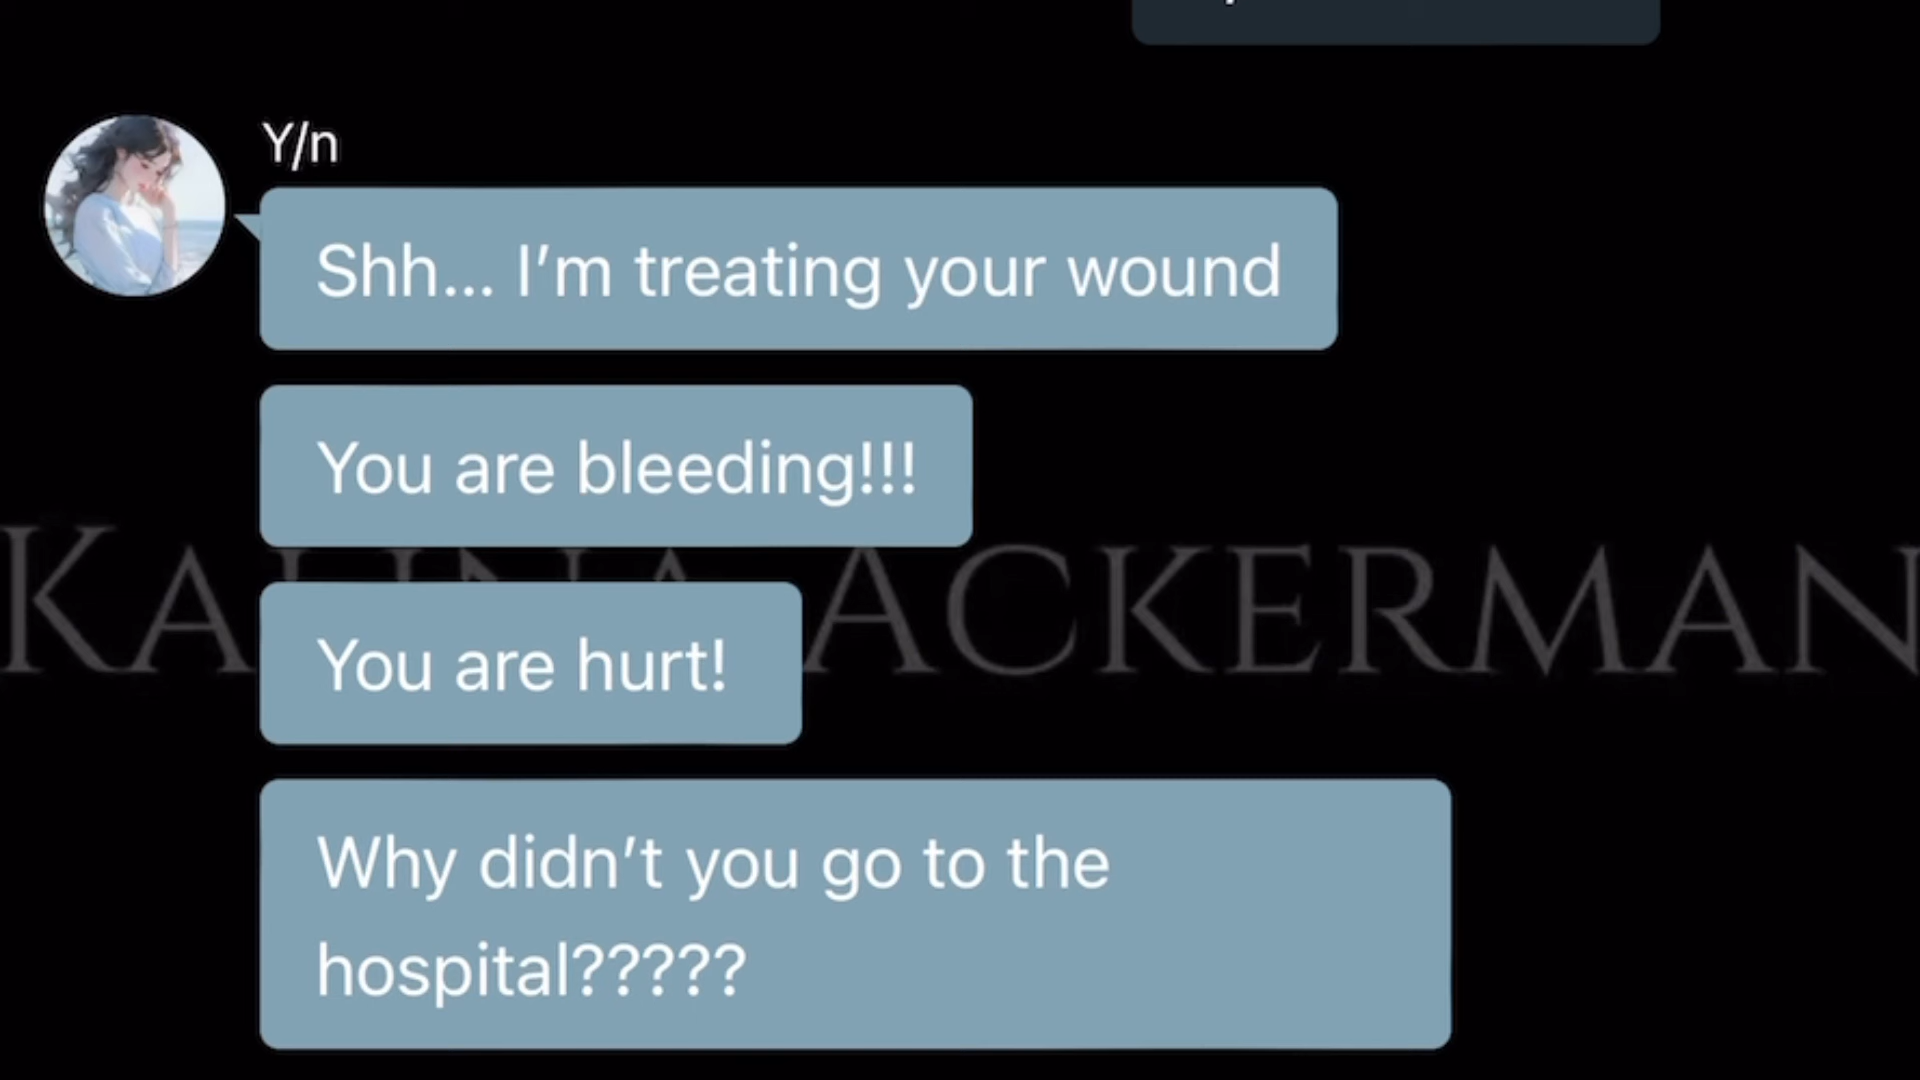 Y/n
Shh... I’m treating your wound
You are bleeding!!!
You are hurt!
Why didn’t you go to the
hospital?????
ACKERMAN